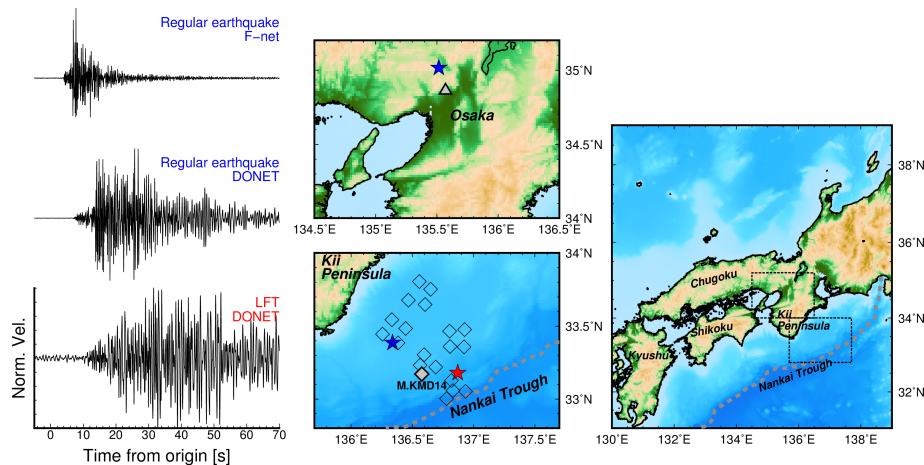 Regular earthquake
F−net
Regular earthquake
DONET
LFT
DONET
Norm. Vel.
0 10 20 30 40 50 60 70
Time from origin [s]
35˚N
34.5˚N
34˚N
134.5˚E 135˚E 135.5˚E 136˚E 136.5˚E
Osaka
34˚N
33.5˚N
33˚N
136˚E 136.5˚E 137˚E 137.5˚E
Kii
Peninsula
M.KMD14
Nankai Trough
38˚N
36˚N
34˚N
32˚N
130˚E 132˚E 134˚E 136˚E 138˚E
Chugoku
Shikoku
Kii
Peninsula
Kyushu
Nankai Trough